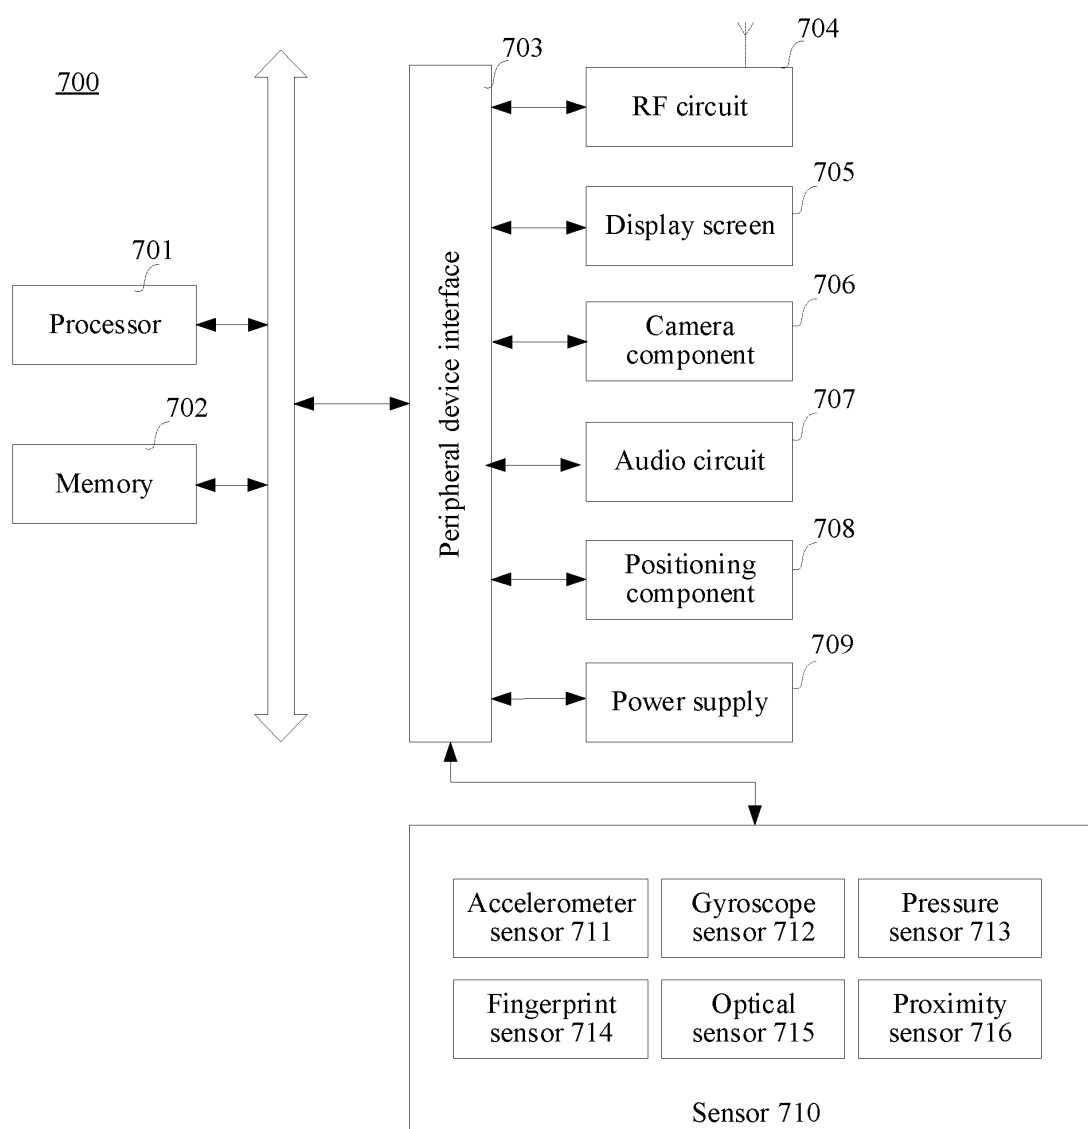 700
703
704
RF circuit
705
Display screen
701
Processor
706
Camera
component
Peripheral device interface
702
Memory
707
Audio circuit
708
Positioning
component
709
Power supply
Accelerometer
sensor 711
Gyroscope
sensor 712
Pressure
sensor 713
Fingerprint
sensor 714
Optical
sensor 715
Proximity
sensor 716
Sensor 710